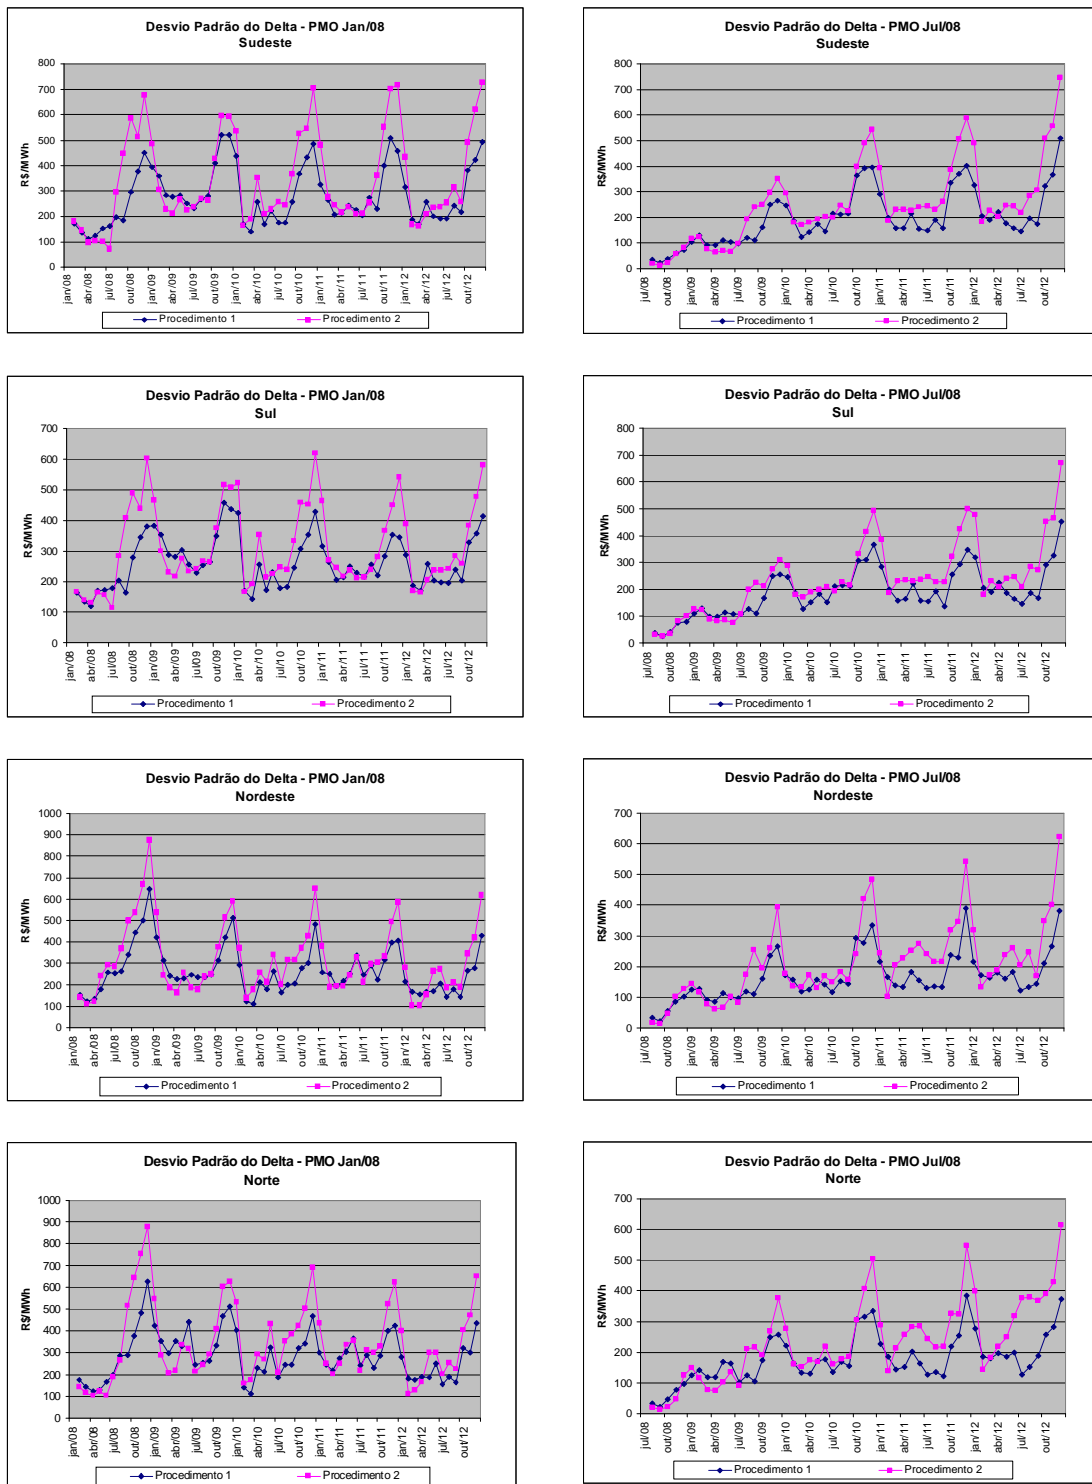 Desvio Padrão do Delta - PMO Jan/08
Sudeste
R$/MWh
800
700
600
500
400
300
200
100
0
jan/08 abr/08 jul/08 out/08 jan/09 abr/09 jul/09 out/09 jan/10 abr/10 jul/10 out/10 jan/11 abr/11 jul/11 out/11 jan/12 abr/12 jul/12 out/12
Procedimento 1 Procedimento 2
Desvio Padrão do Delta - PMO Jul/08
Sudeste
R$/MWh
800
700
600
500
400
300
200
100
0
jul/08 out/08 jan/09 abr/09 jul/09 out/09 jan/10 abr/10 jul/10 out/10 jan/11 abr/11 jul/11 out/11 jan/12 abr/12 jul/12 out/12
Procedimento 1 Procedimento 2
Desvio Padrão do Delta - PMO Jan/08
Sul
R$/MWh
700
600
500
400
300
200
100
0
jan/08 abr/08 jul/08 out/08 jan/09 abr/09 jul/09 out/09 jan/10 abr/10 jul/10 out/10 jan/11 abr/11 jul/11 out/11 jan/12 abr/12 jul/12 out/12
Procedimento 1 Procedimento 2
Desvio Padrão do Delta - PMO Jul/08
Sul
R$/MWh
800
700
600
500
400
300
200
100
0
jul/08 out/08 jan/09 abr/09 jul/09 out/09 jan/10 abr/10 jul/10 out/10 jan/11 abr/11 jul/11 out/11 jan/12 abr/12 jul/12 out/12
Procedimento 1 Procedimento 2
Desvio Padrão do Delta - PMO Jan/08
Nordeste
R$/MWh
1000
900
800
700
600
500
400
300
200
100
0
jan/08 abr/08 jul/08 out/08 jan/09 abr/09 jul/09 out/09 jan/10 abr/10 jul/10 out/10 jan/11 abr/11 jul/11 out/11 jan/12 abr/12 jul/12 out/12
Procedimento 1 Procedimento 2
Desvio Padrão do Delta - PMO Jul/08
Nordeste
R$/MWh
700
600
500
400
300
200
100
0
jul/08 out/08 jan/09 abr/09 jul/09 out/09 jan/10 abr/10 jul/10 out/10 jan/11 abr/11 jul/11 out/11 jan/12 abr/12 jul/12 out/12
Procedimento 1 Procedimento 2
Desvio Padrão do Delta - PMO Jan/08
Norte
R$/MWh
1000
900
800
700
600
500
400
300
200
100
0
jan/08 abr/08 jul/08 out/08 jan/09 abr/09 jul/09 out/09 jan/10 abr/10 jul/10 out/10 jan/11 abr/11 jul/11 out/11 jan/12 abr/12 jul/12 out/12
Procedimento 1 Procedimento 2
Desvio Padrão do Delta - PMO Jul/08
Norte
R$/MWh
700
600
500
400
300
200
100
0
jul/08 out/08 jan/09 abr/09 jul/09 out/09 jan/10 abr/10 jul/10 out/10 jan/11 abr/11 jul/11 out/11 jan/12 abr/12 jul/12 out/12
Procedimento 1 Procedimento 2